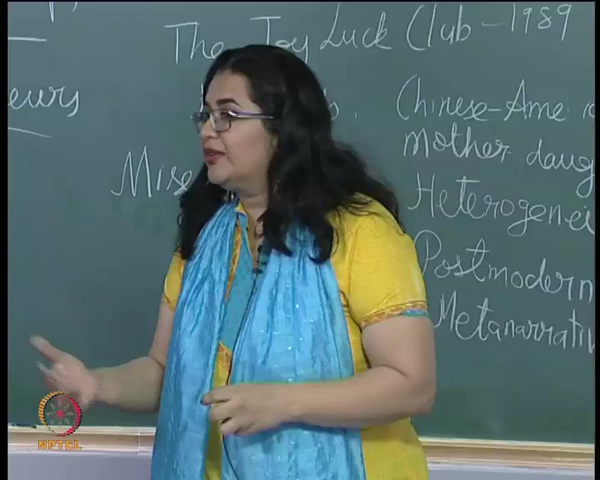 The Joy Luck Club - 1989
eurs
Chinese-Ame
Mother daug
Mise
Heterogenei
Postmodern
Metanarrativ
NPTEL